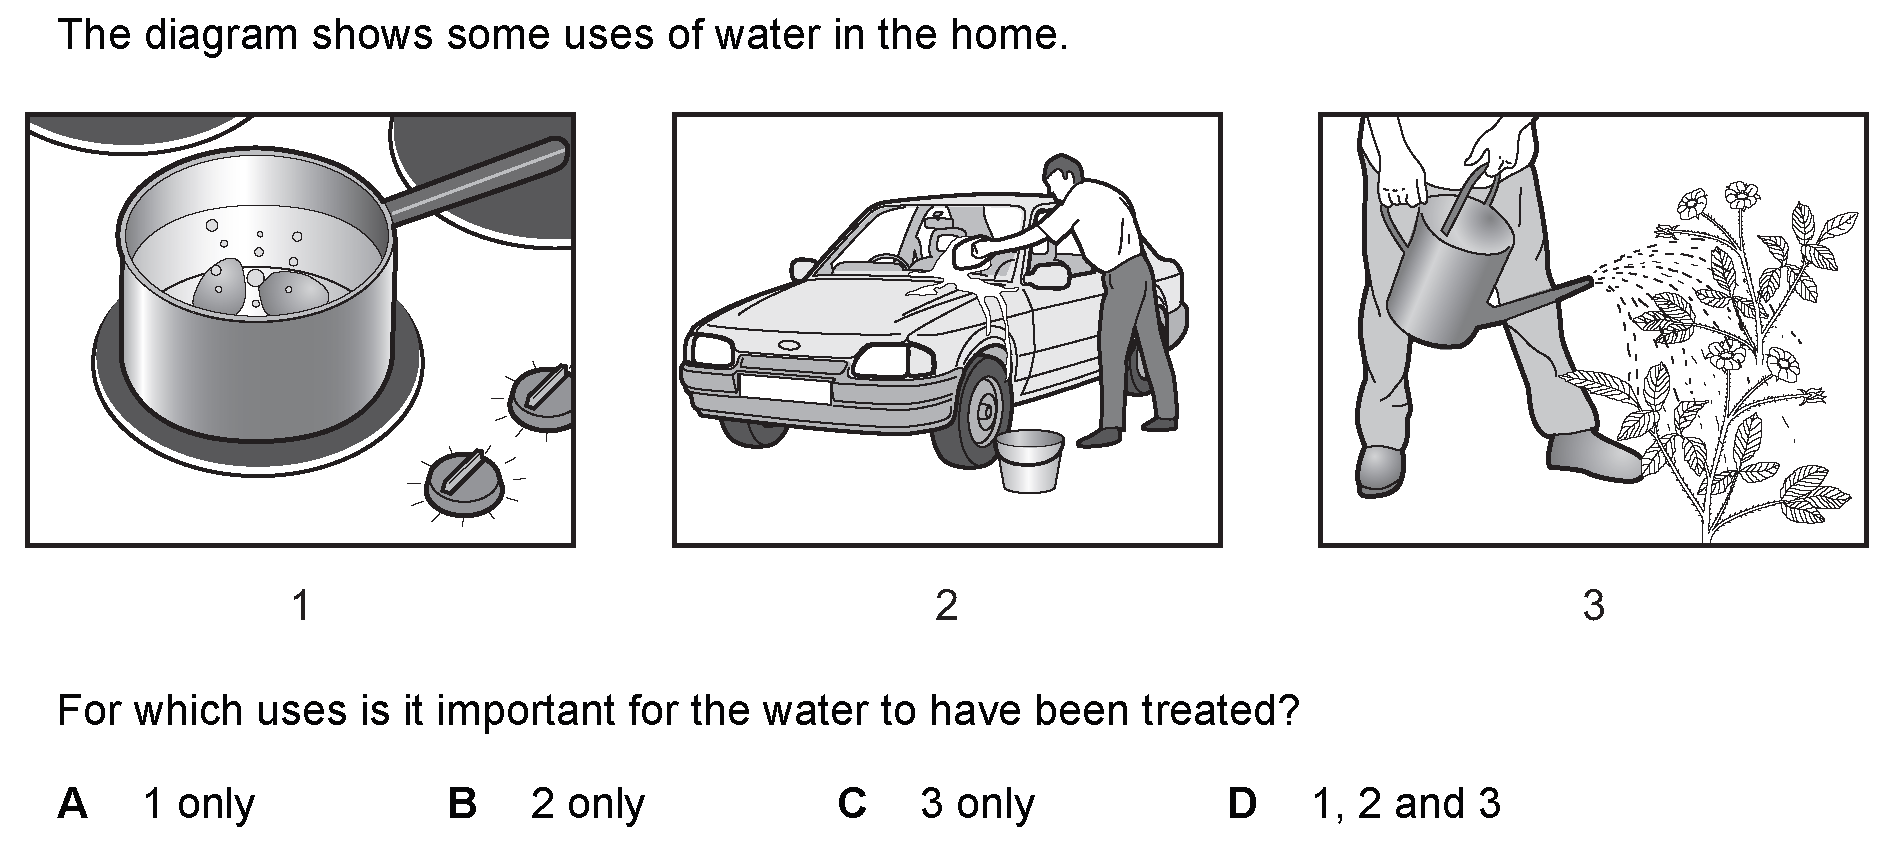 The diagram shows some uses of water in the home.
1 2 3
For which uses is it important for the water to have been treated?
A 1 only B 2 only C 3 only D 1, 2 and 3